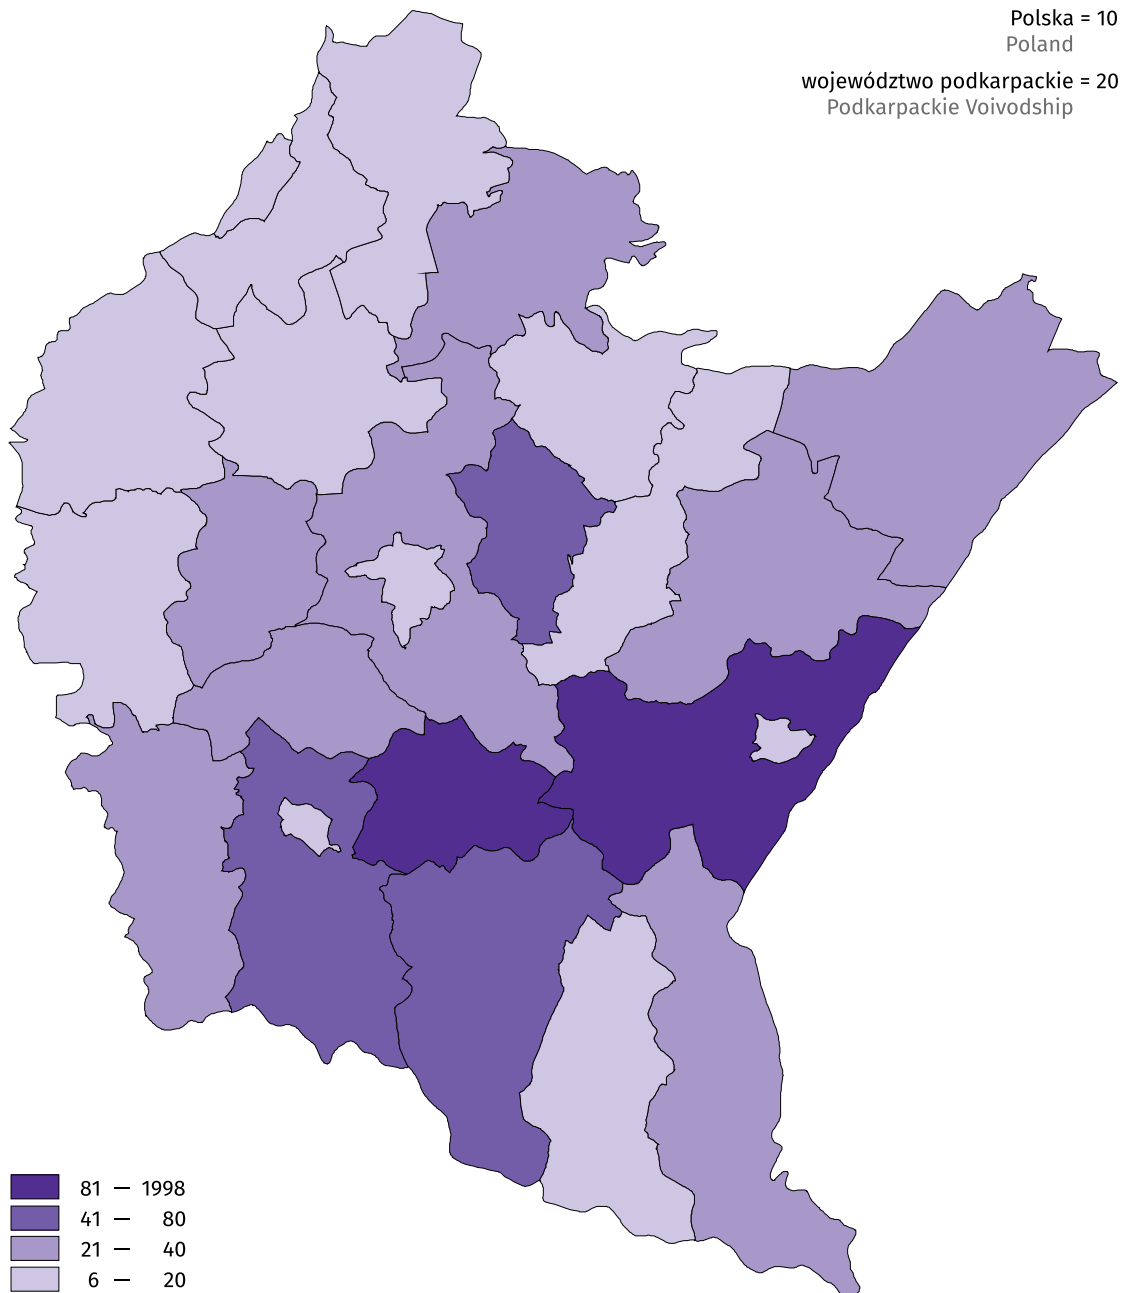 Polska = 10
Poland
województwo podkarpackie = 20
Podkarpackie Voivodship
81 – 1998
41 – 80
21 – 40
6 – 20